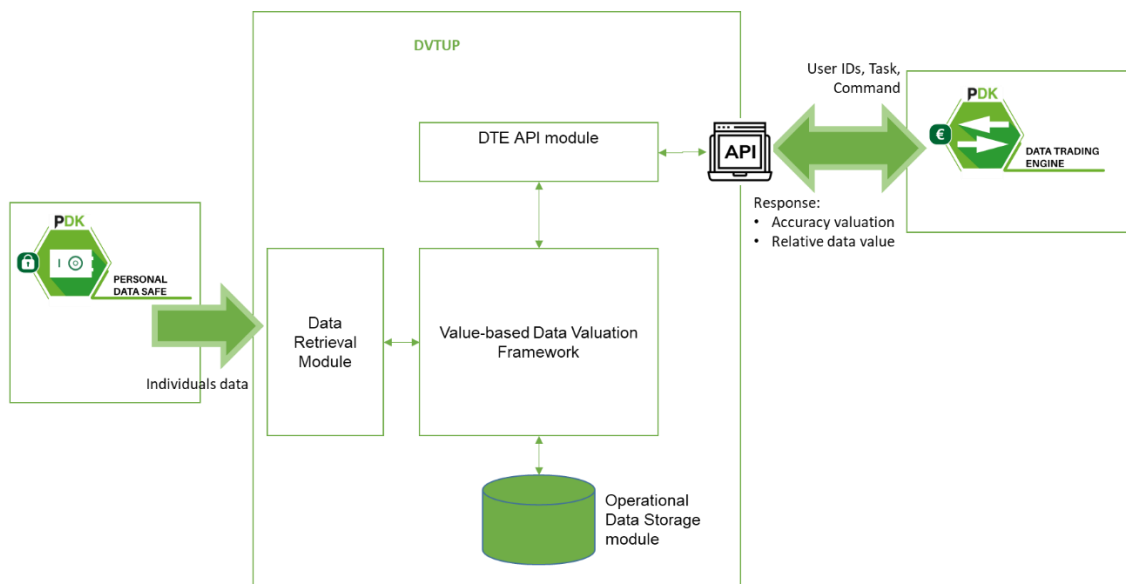 DVTUP
User IDs, Task,
Command
PDK
€
DATA TRADING
ENGINE
DTE API module
API
Response:
• Accuracy valuation
• Relative data value
PDK
PERSONAL
DATA SAFE
Individuals data
Data
Retrieval
Module
Value-based Data Valuation
Framework
Operational
Data Storage
module